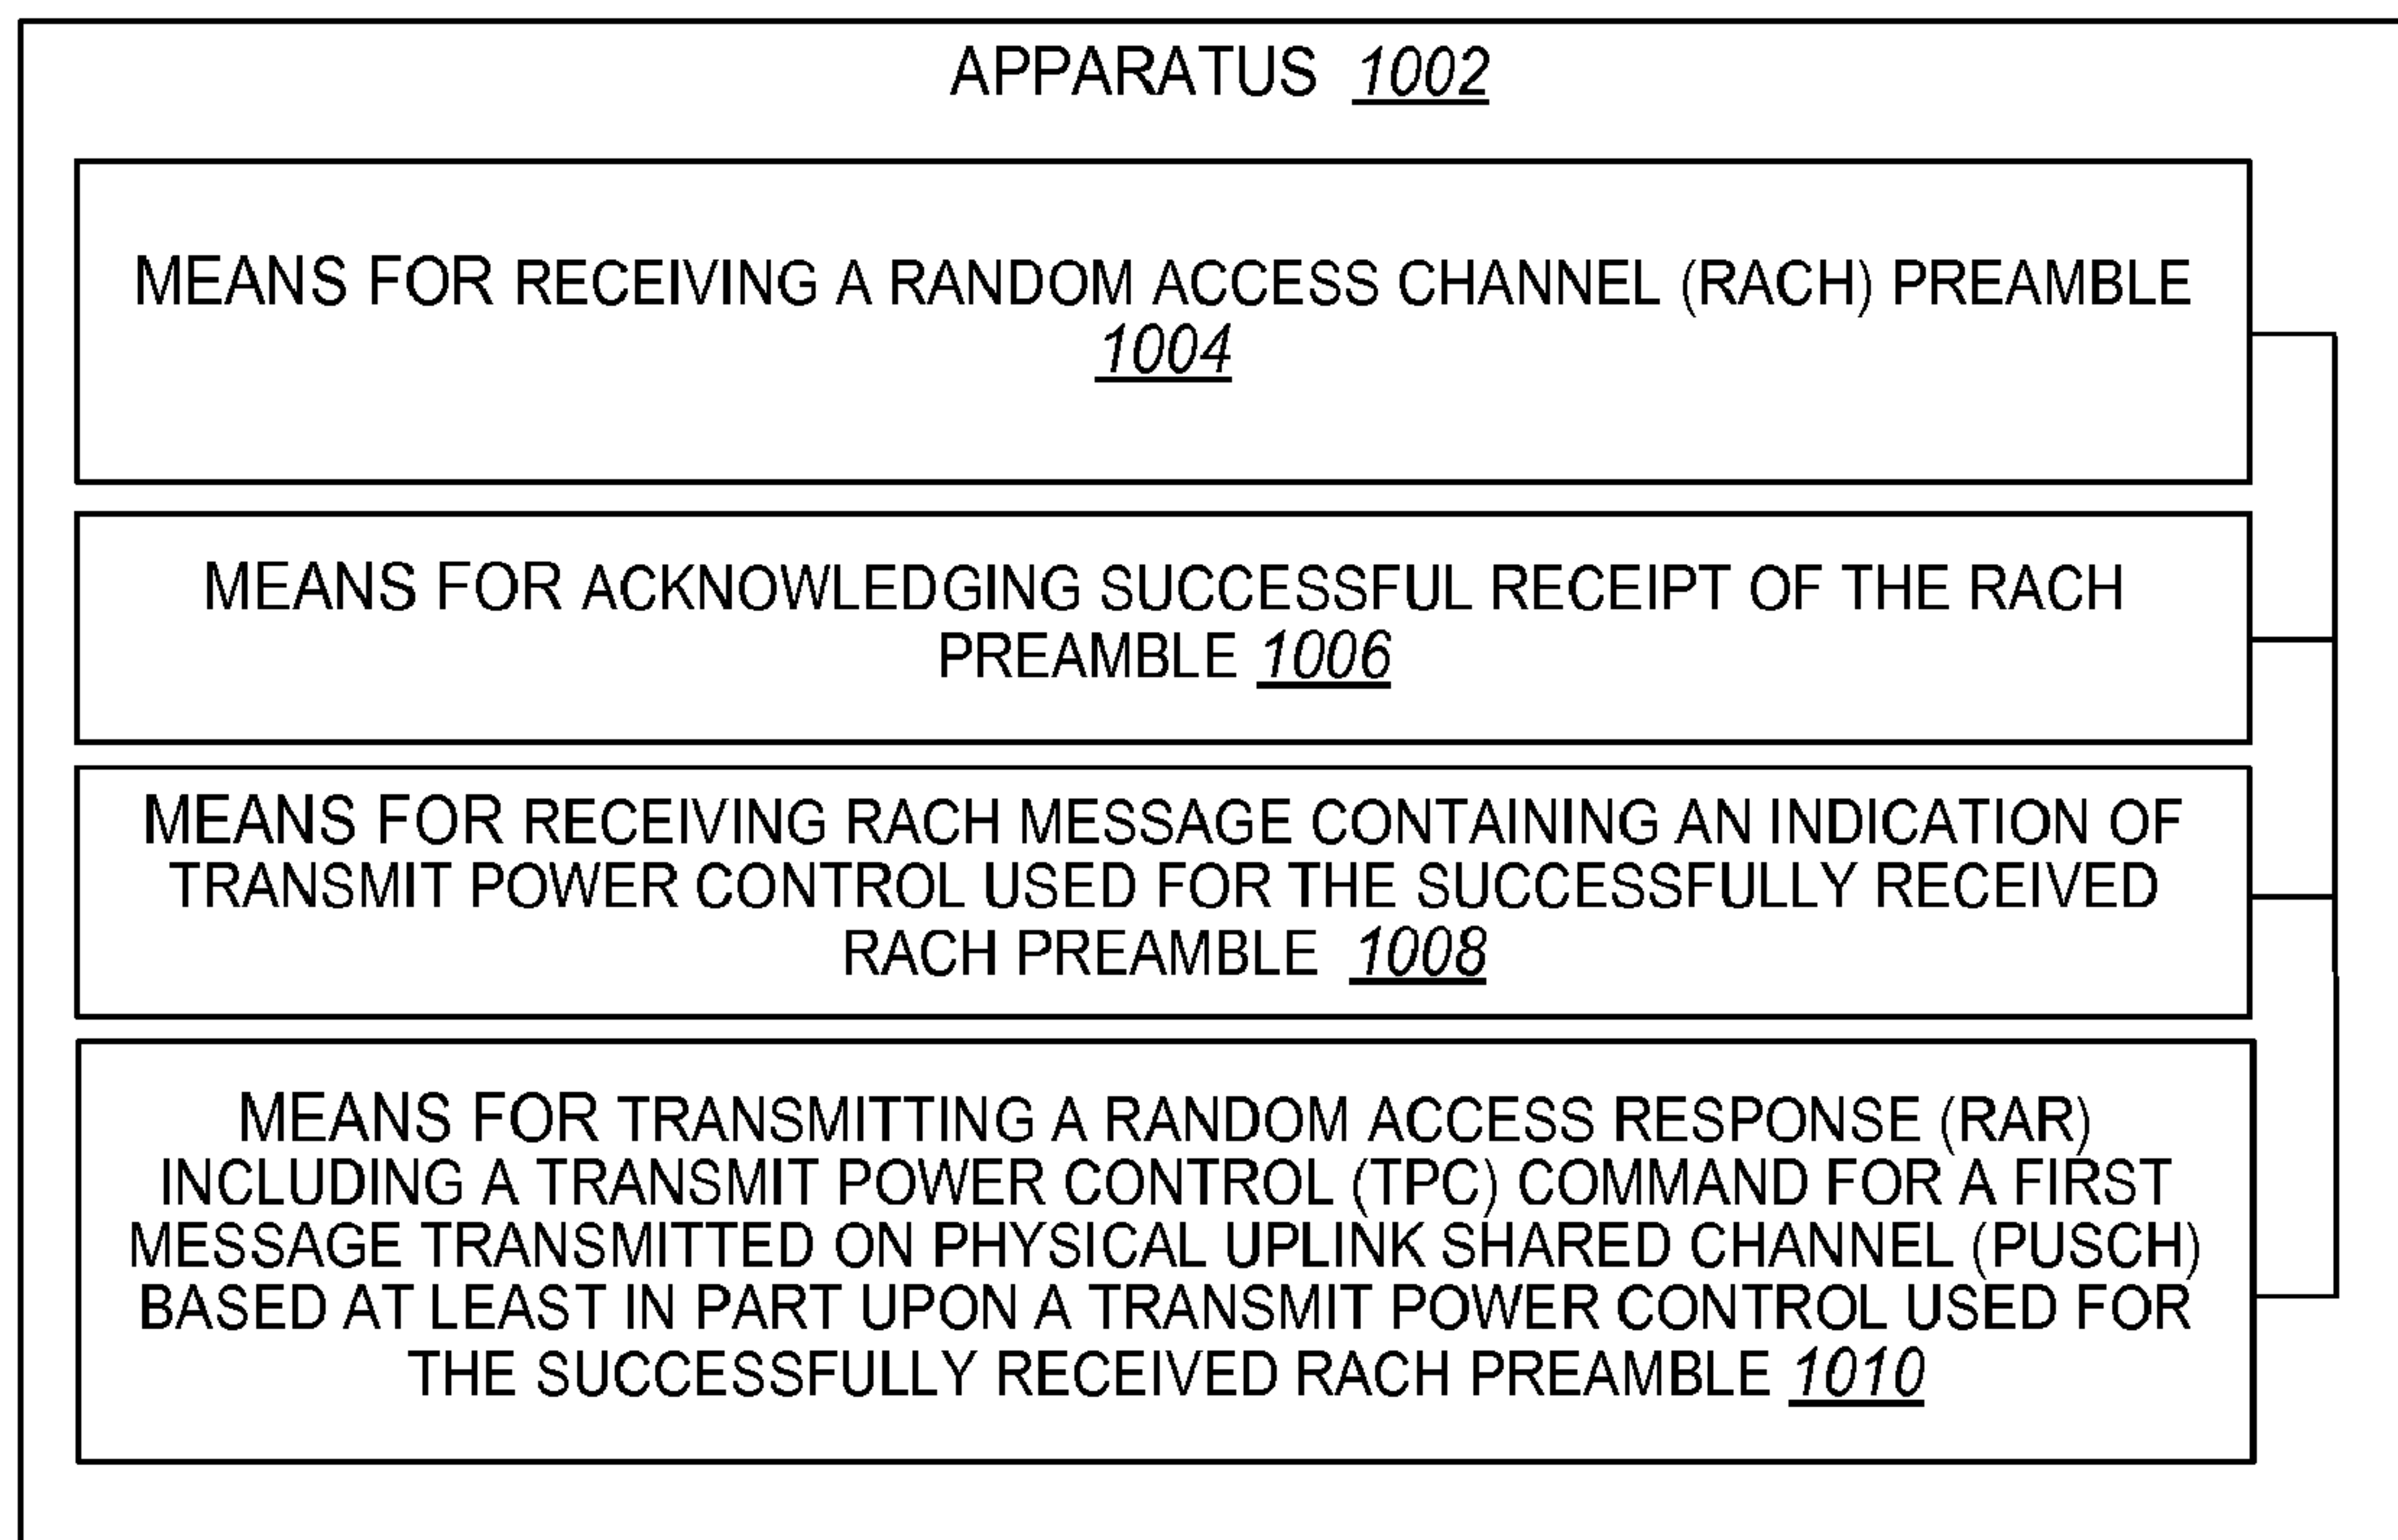 APPARATUS 1002
MEANS FOR RECEIVING A RANDOM ACCESS CHANNEL (RACH) PREAMBLE
1004
MEANS FOR ACKNOWLEDGING SUCCESSFUL RECEIPT OF THE RACH
PREAMBLE 1006
MEANS FOR RECEIVING RACH MESSAGE CONTAINING AN INDICATION OF
TRANSMIT POWER CONTROL USED FOR THE SUCCESSFULLY RECEIVED
RACH PREAMBLE 1008
MEANS FOR TRANSMITTING A RANDOM ACCESS RESPONSE (RAR)
INCLUDING A TRANSMIT POWER CONTROL (TPC) COMMAND FOR A FIRST
MESSAGE TRANSMITTED ON PHYSICAL UPLINK SHARED CHANNEL (PUSCH)
BASED AT LEAST IN PART UPON A TRANSMIT POWER CONTROL USED FOR
THE SUCCESSFULLY RECEIVED RACH PREAMBLE 1010